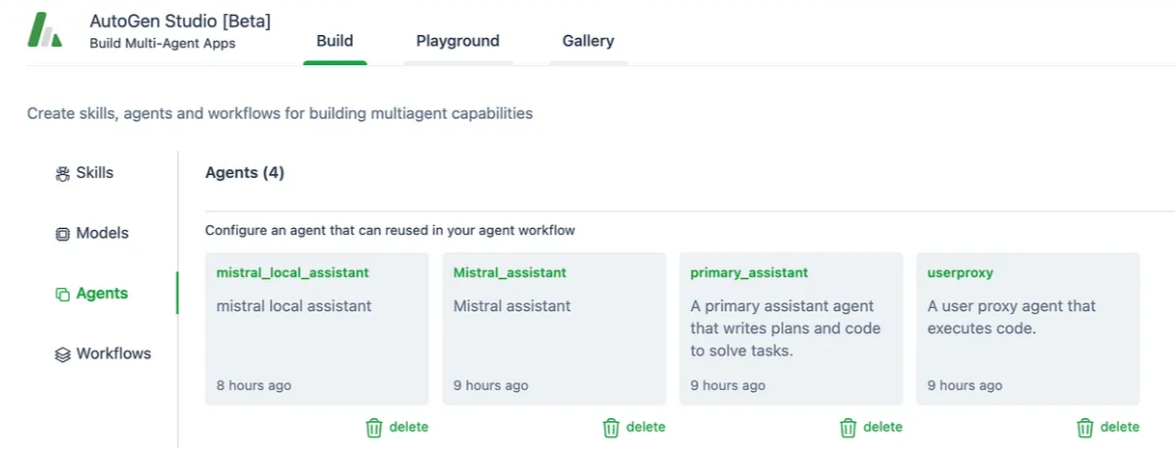 AutoGen Studio [Beta]
Build Multi-Agent Apps
Build
Playground
Gallery
Create skills, agents and workflows for building multiagent capabilities
Skills
Models
Agents
Workflows
Agents (4)
Configure an agent that can reused in your agent workflow
mistral_local_assistant
mistral local assistant
8 hours ago
delete
Mistral_assistant
Mistral assistant
9 hours ago
delete
primary_assistant
A primary assistant agent
that writes plans and code
to solve tasks.
9 hours ago
delete
userproxy
A user proxy agent that
executes code.
9 hours ago
delete